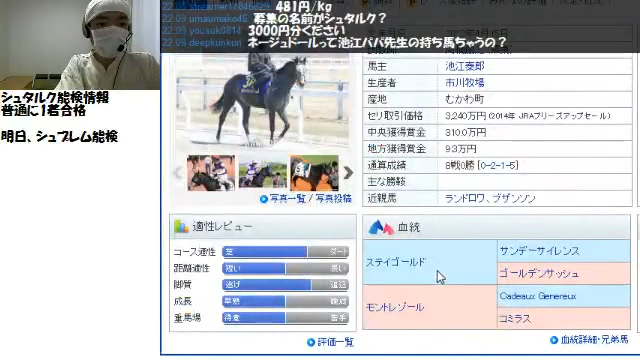 22:05 streamer1784682 481円/Kg
22:05 umaumako46 募集の名前がシュタルク？
22:05 yousuk0814 3000円分ください
22:05 deepkunkun ネージュドールって池江パパ先生の持ち馬ちゃうの？
シュタルク能検情報
普通に1着合格
明日、シュプレム能検
馬主 池江泰郎
生産者 市川牧場
産地 むかわ町
セリ取引価格 3,240万円 (2014年 JRAブリーズアップセール)
中央獲得賞金 310.0万円
地方獲得賞金 9.3万円
通算成績 8戦0勝 [0-2-1-5]
主な勝鞍
近親馬 ランドロワ、ブザンソン
写真一覧 / 写真投稿
適性レビュー
コース適性 芝 ダート
距離適性 短い 長い
脚質 逃げ 追込
成長 早熟 晩成
重馬場 得意 苦手
評価一覧
血統
ステイゴールド サンデーサイレンス
ゴールデンサッシュ
モントレゾール Cadeaux Genereux
コミラス
血統詳細・兄弟馬